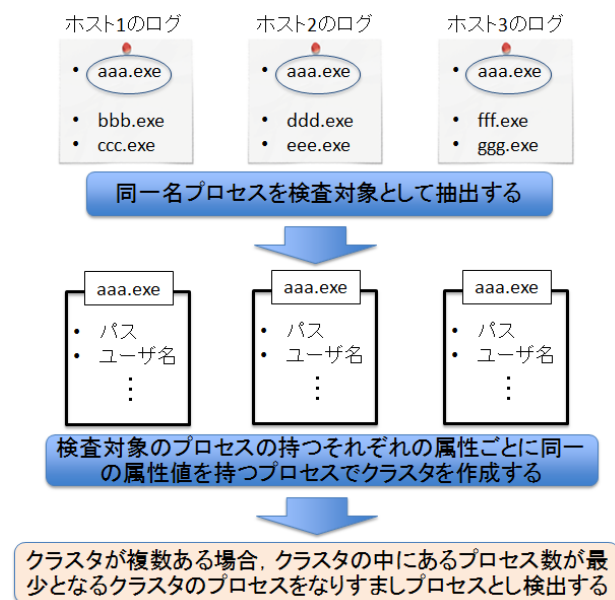 ホスト1のログ ホスト2のログ ホスト3のログ
• aaa.exe • aaa.exe • aaa.exe
• bbb.exe • ddd.exe • fff.exe
• ccc.exe • eee.exe • ggg.exe
同一名プロセスを検査対象として抽出する
aaa.exe aaa.exe aaa.exe
• パス • パス • パス
• ユーザ名 • ユーザ名 • ユーザ名
⋮ ⋮ ⋮
検査対象のプロセスの持つそれぞれの属性ごとに同一
の属性値を持つプロセスでクラスタを作成する
クラスタが複数ある場合，クラスタの中にあるプロセス数が最
少となるクラスタのプロセスをなりすましプロセスとし検出する